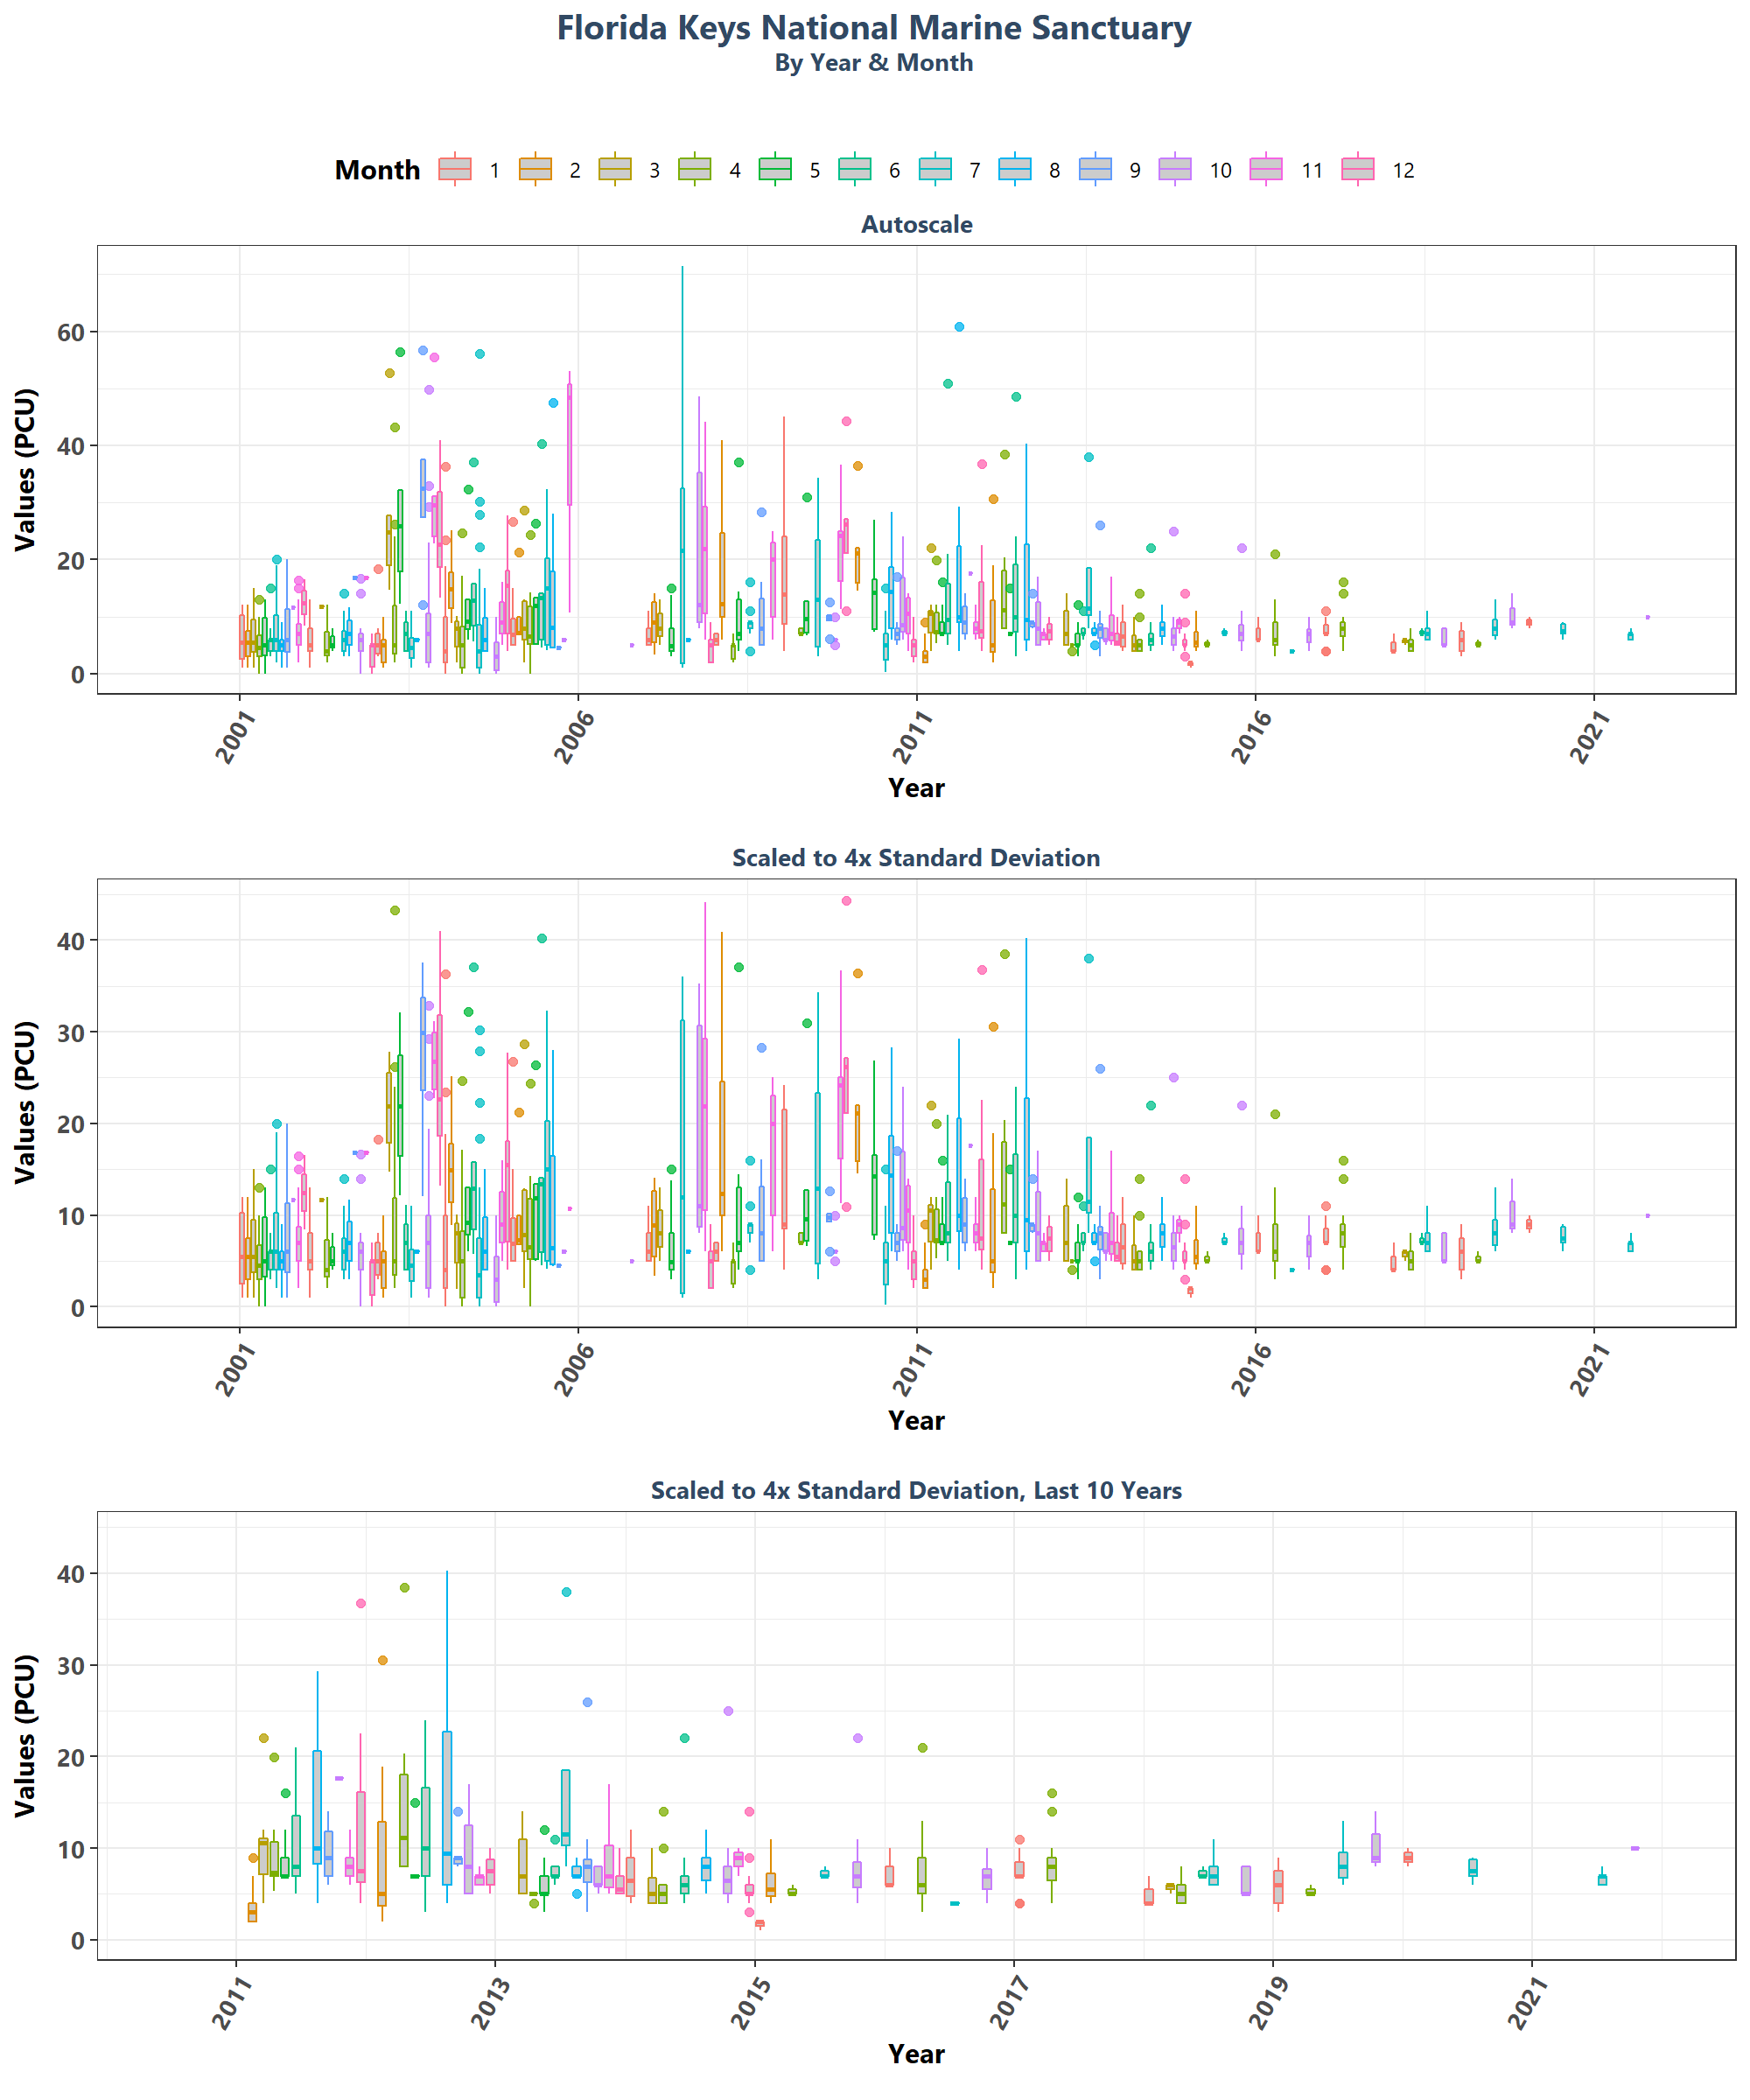 Florida Keys National Marine Sanctuary
By Year & Month
Month 1 2 3 4 5 6 7 8 9 10 11 12
Autoscale
Values (PCU)
60
40
20
0
2001 2006 2011 2016 2021
Year
Scaled to 4x Standard Deviation
Values (PCU)
40
30
20
10
0
2001 2006 2011 2016 2021
Year
Scaled to 4x Standard Deviation, Last 10 Years
Values (PCU)
40
30
20
10
0
2011 2013 2015 2017 2019 2021
Year